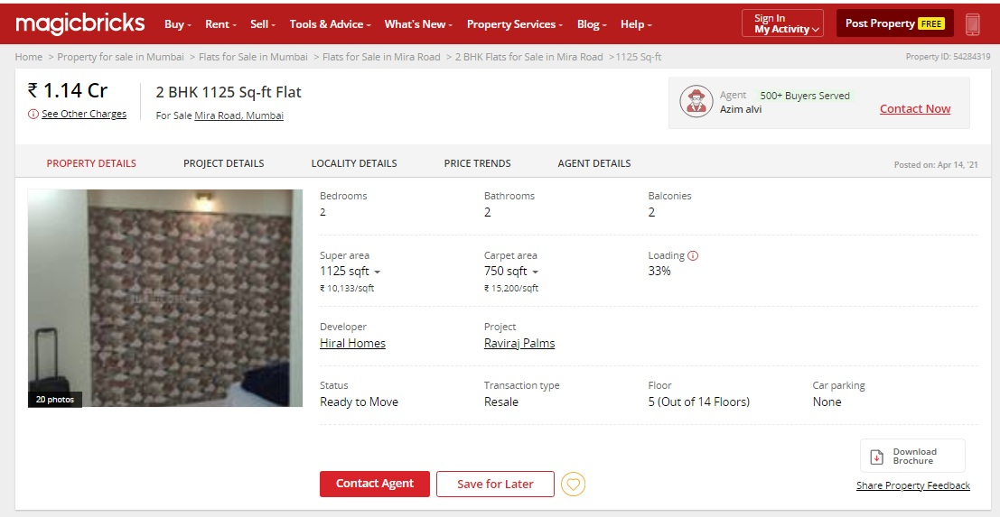 magicbricks
Buy Rent Sell Tools & Advice What's New Property Services Blog Help
Sign In
My Activity
Post Property FREE
Home > Property for sale in Mumbai > Flats for Sale in Mumbai > Flats for Sale in Mira Road > 2 BHK Flats for Sale in Mira Road >1125 Sq-ft
Property ID: 54284319
₹ 1.14 Cr
See Other Charges
2 BHK 1125 Sq-ft Flat
For Sale Mira Road, Mumbai
Agent 500+ Buyers Served
Azim alvi
Contact Now
PROPERTY DETAILS PROJECT DETAILS LOCALITY DETAILS PRICE TRENDS AGENT DETAILS
Posted on: Apr 14, '21
20 photos
Bedrooms Bathrooms Balconies
2 2 2
Super area Carpet area Loading
1125 sqft 750 sqft 33%
₹ 10,133/sqft ₹ 15,200/sqft
Developer Project
Hiral Homes Raviraj Palms
Status Transaction type Floor Car parking
Ready to Move Resale 5 (Out of 14 Floors) None
Download
Brochure
Contact Agent Save for Later
Share Property Feedback